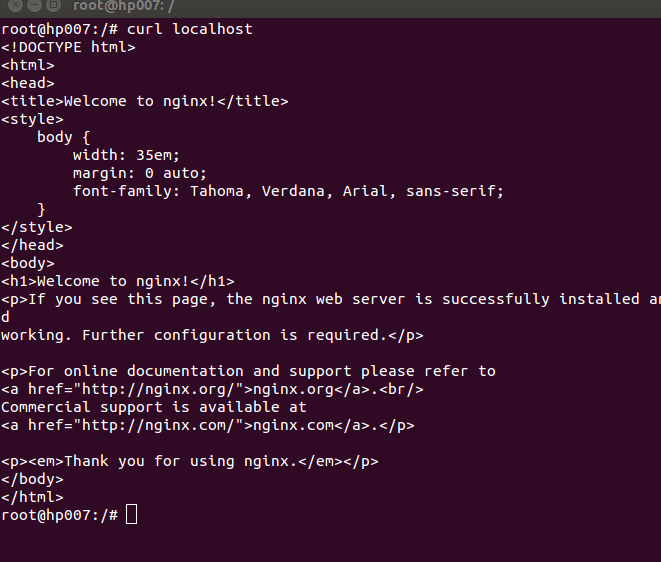 root@hp007: /
root@hp007:/# curl localhost
<!DOCTYPE html>
<html>
<head>
<title>Welcome to nginx!</title>
<style>
    body {
        width: 35em;
        margin: 0 auto;
        font-family: Tahoma, Verdana, Arial, sans-serif;
    }
</style>
</head>
<body>
<h1>Welcome to nginx!</h1>
<p>If you see this page, the nginx web server is successfully installed an
d
working. Further configuration is required.</p>

<p>For online documentation and support please refer to
<a href="http://nginx.org/">nginx.org</a>.<br/>
Commercial support is available at
<a href="http://nginx.com/">nginx.com</a>.</p>

<p><em>Thank you for using nginx.</em></p>
</body>
</html>
root@hp007:/#